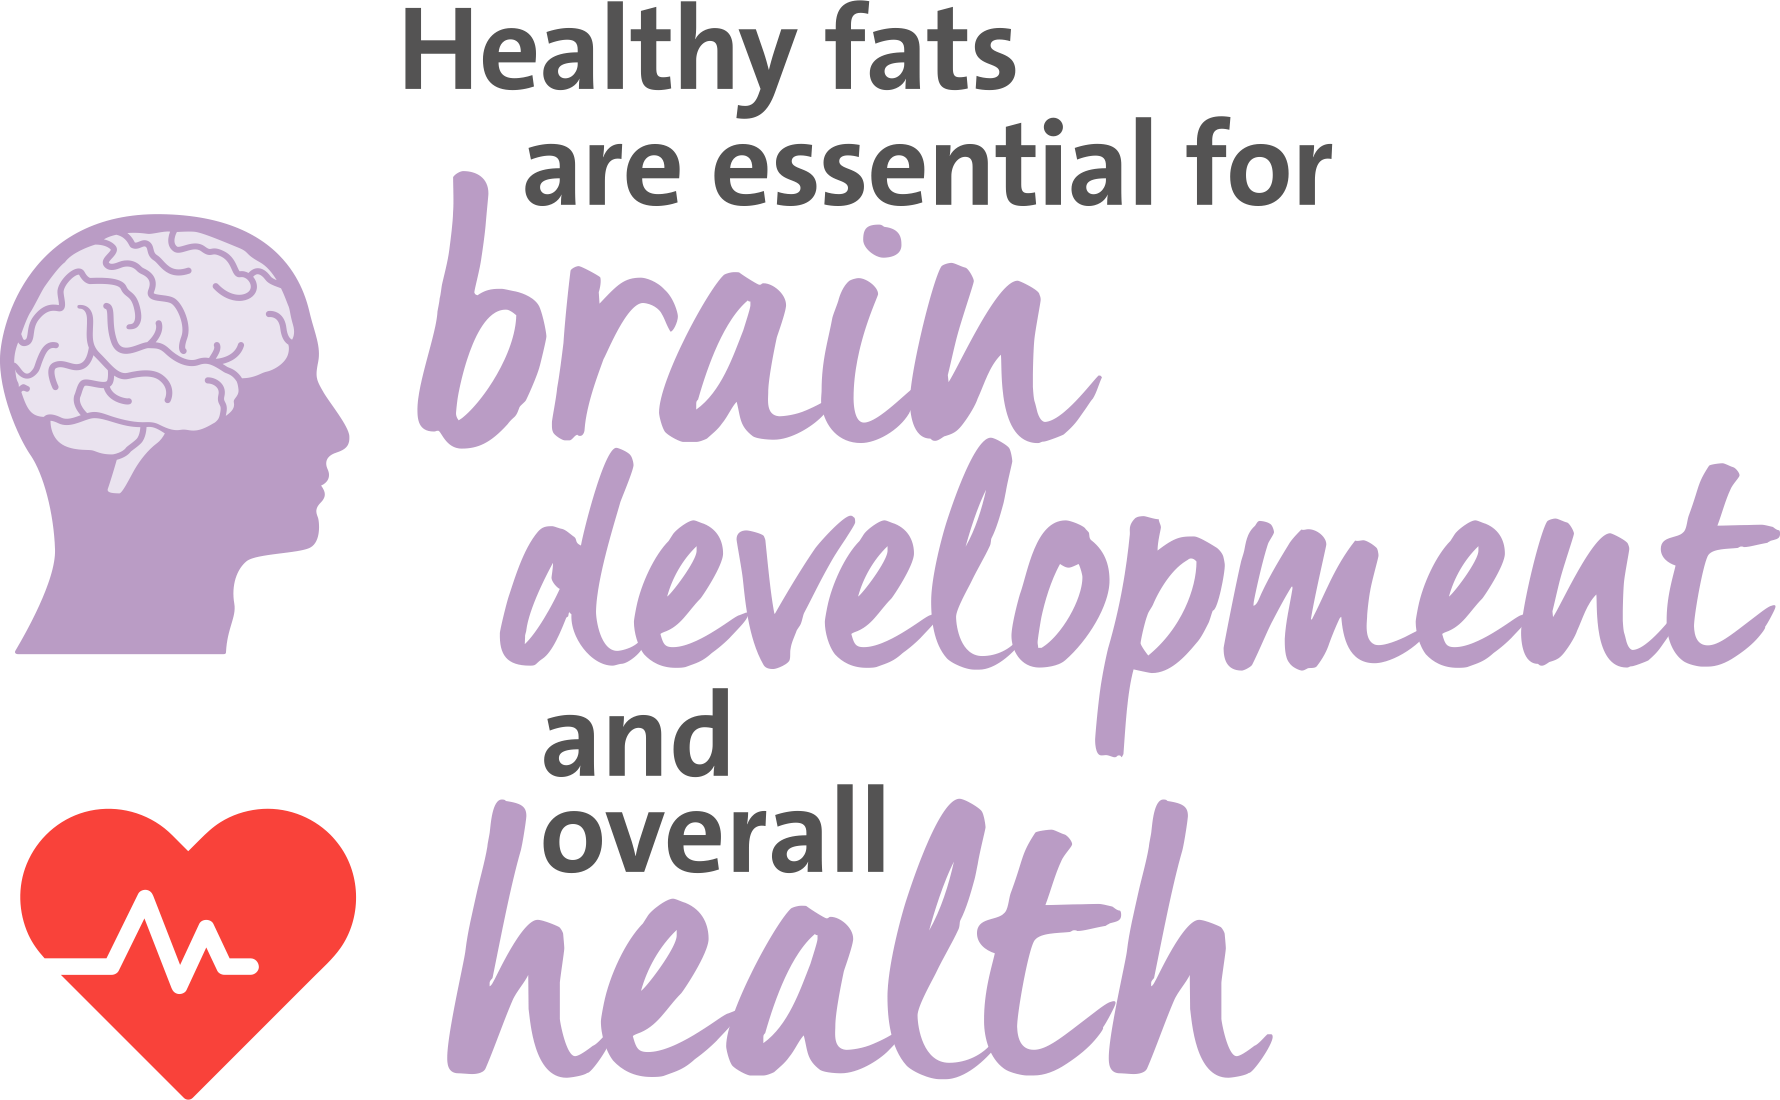 Healthy fats
are essential for
brain
development
and
overall
health